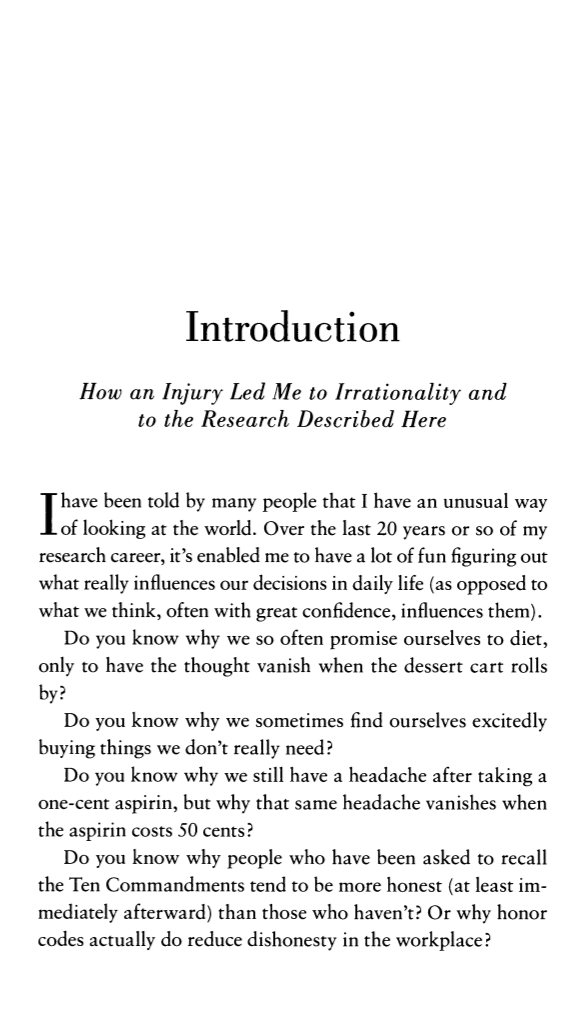 Introduction
How an Injury Led Me to Irrationality and
to the Research Described Here
I have been told by many people that I have an unusual way
of looking at the world. Over the last 20 years or so of my
research career, it's enabled me to have a lot of fun figuring out
what really influences our decisions in daily life (as opposed to
what we think, often with great confidence, influences them).
Do you know why we so often promise ourselves to diet,
only to have the thought vanish when the dessert cart rolls
by?
Do you know why we sometimes find ourselves excitedly
buying things we don't really need?
Do you know why we still have a headache after taking a
one-cent aspirin, but why that same headache vanishes when
the aspirin costs 50 cents?
Do you know why people who have been asked to recall
the Ten Commandments tend to be more honest (at least im-
mediately afterward) than those who haven't? Or why honor
codes actually do reduce dishonesty in the workplace?